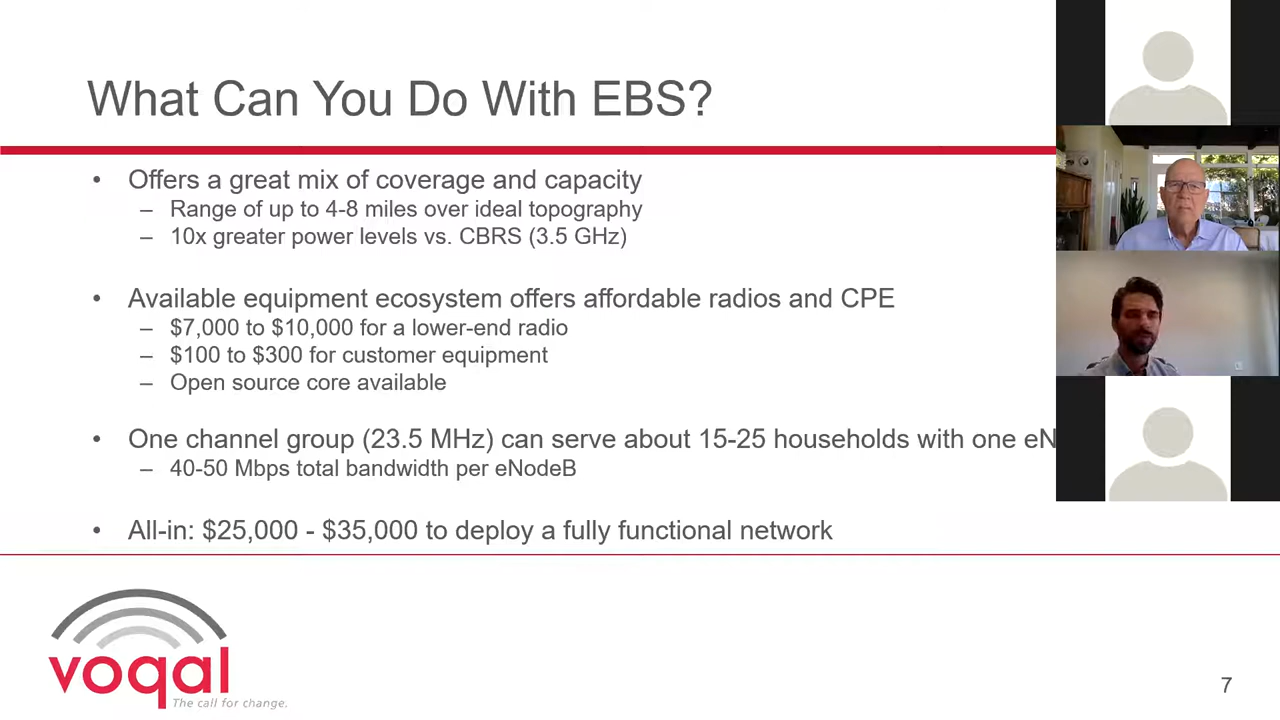 What Can You Do With EBS?
• Offers a great mix of coverage and capacity
– Range of up to 4-8 miles over ideal topography
– 10x greater power levels vs. CBRS (3.5 GHz)
• Available equipment ecosystem offers affordable radios and CPE
– $7,000 to $10,000 for a lower-end radio
– $100 to $300 for customer equipment
– Open source core available
• One channel group (23.5 MHz) can serve about 15-25 households with one eN
– 40-50 Mbps total bandwidth per eNodeB
• All-in: $25,000 - $35,000 to deploy a fully functional network
voqal
The call for change.
7